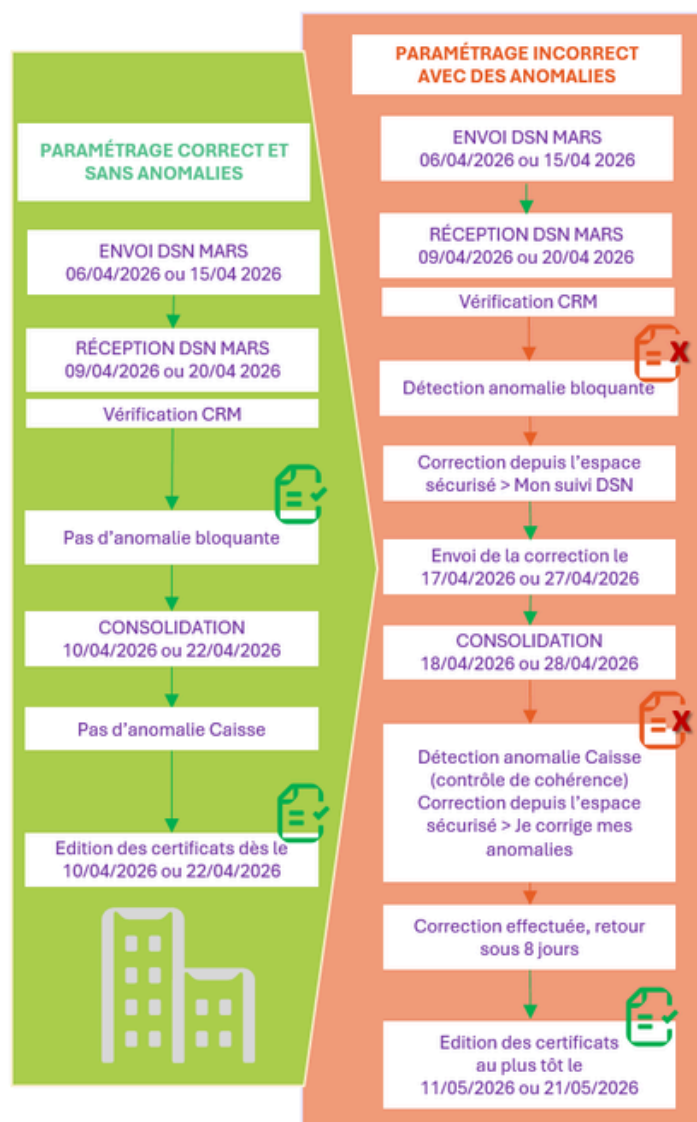 PARAMÉTRAGE CORRECT ET
SANS ANOMALIES
ENVOI DSN MARS
06/04/2026 ou 15/04 2026
RÉCEPTION DSN MARS
09/04/2026 ou 20/04 2026
Vérification CRM
Pas d’anomalie bloquante
CONSOLIDATION
10/04/2026 ou 22/04/2026
Pas d’anomalie Caisse
Edition des certificats dès le
10/04/2026 ou 22/04/2026
PARAMÉTRAGE INCORRECT
AVEC DES ANOMALIES
ENVOI DSN MARS
06/04/2026 ou 15/04 2026
RÉCEPTION DSN MARS
09/04/2026 ou 20/04 2026
Vérification CRM
X
Détection anomalie bloquante
Correction depuis l’espace
sécurisé > Mon suivi DSN
Envoi de la correction le
17/04/2026 ou 27/04/2026
CONSOLIDATION
18/04/2026 ou 28/04/2026
X
Détection anomalie Caisse
(contrôle de cohérence)
Correction depuis l’espace
sécurisé > Je corrige mes
anomalies
Correction effectuée, retour
sous 8 jours
Edition des certificats
au plus tôt le
11/05/2026 ou 21/05/2026